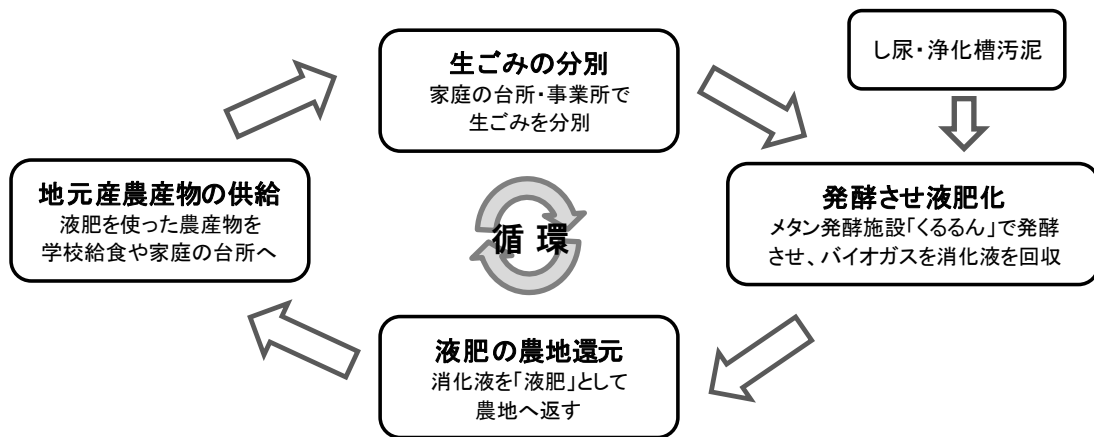 生ごみの分別
家庭の台所・事業所で
生ごみを分別
し尿・浄化槽汚泥
発酵させ液肥化
メタン発酵施設「くるるん」で発酵
させ、バイオガスを消化液を回収
液肥の農地還元
消化液を「液肥」として
農地へ返す
地元産農産物の供給
液肥を使った農産物を
学校給食や家庭の台所へ
循環